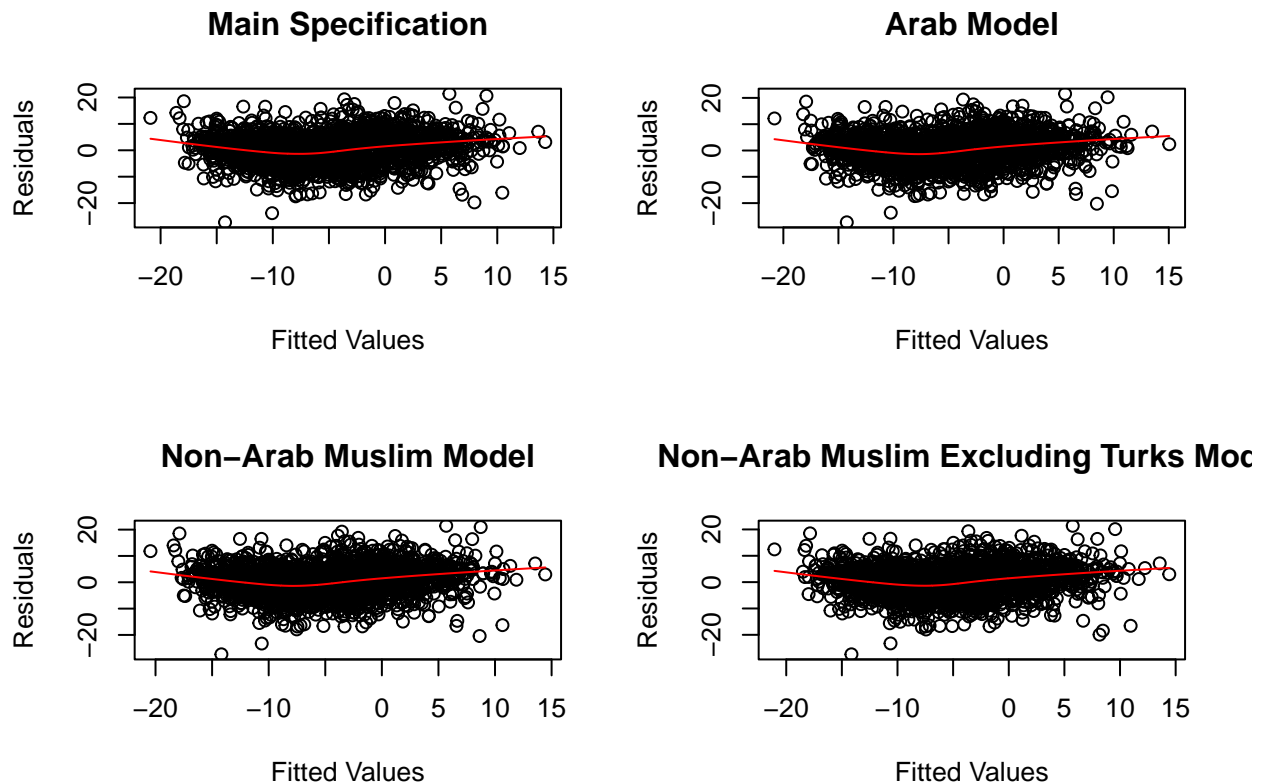 Main Specification
Residuals
20
0
−20
−20 −10 0 5 10 15
Fitted Values
Arab Model
Residuals
20
0
−20
−20 −10 0 5 10 15
Fitted Values
Non−Arab Muslim Model
Residuals
20
0
−20
−20 −10 0 5 10 15
Fitted Values
Non−Arab Muslim Excluding Turks Mod
Residuals
20
0
−20
−20 −10 0 5 10 15
Fitted Values